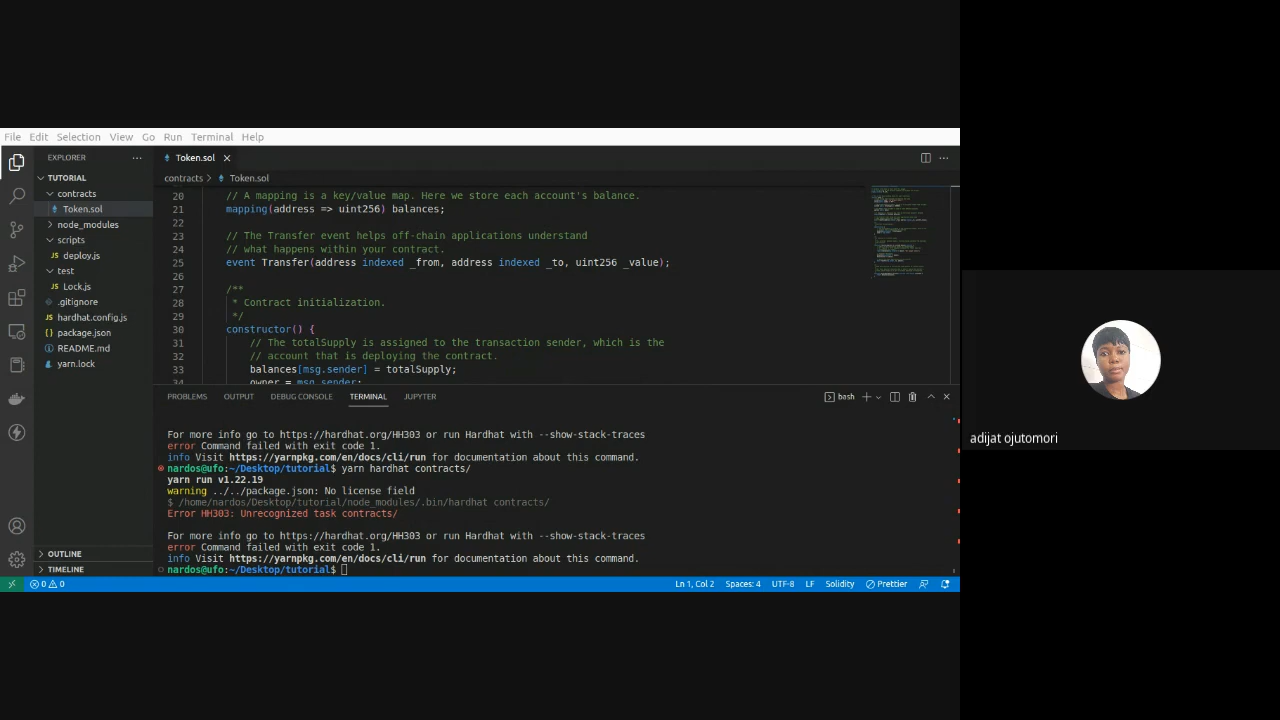 File Edit Selection View Go Run Terminal Help
EXPLORER
TUTORIAL
contracts
Token.sol
node_modules
scripts
deploy.js
test
Lock.js
.gitignore
hardhat.config.js
package.json
README.md
yarn.lock
OUTLINE
TIMELINE
Token.sol
contracts > Token.sol
20 // A mapping is a key/value map. Here we store each account's balance.
21 mapping(address => uint256) balances;
22
23 // The Transfer event helps off-chain applications understand
24 // what happens within your contract.
25 event Transfer(address indexed _from, address indexed _to, uint256 _value);
26
27 /**
28 * Contract initialization.
29 */
30 constructor() {
31 // The totalSupply is assigned to the transaction sender, which is the
32 // account that is deploying the contract.
33 balances[msg.sender] = totalSupply;
34 owner = msg.sender;
PROBLEMS OUTPUT DEBUG CONSOLE TERMINAL JUPYTER
bash
For more info go to https://hardhat.org/HH303 or run Hardhat with --show-stack-traces
error Command failed with exit code 1.
info Visit https://yarnpkg.com/en/docs/cli/run for documentation about this command.
nardos@ufo:~/Desktop/tutorial$ yarn hardhat contracts/
yarn run v1.22.19
warning ../../package.json: No license field
$ /home/nardos/Desktop/tutorial/node_modules/.bin/hardhat contracts/
Error HH303: Unrecognized task contracts/
For more info go to https://hardhat.org/HH303 or run Hardhat with --show-stack-traces
error Command failed with exit code 1.
info Visit https://yarnpkg.com/en/docs/cli/run for documentation about this command.
nardos@ufo:~/Desktop/tutorial$
0 0
Ln 1, Col 2 Spaces: 4 UTF-8 LF Solidity Prettier
adijat ojutomori